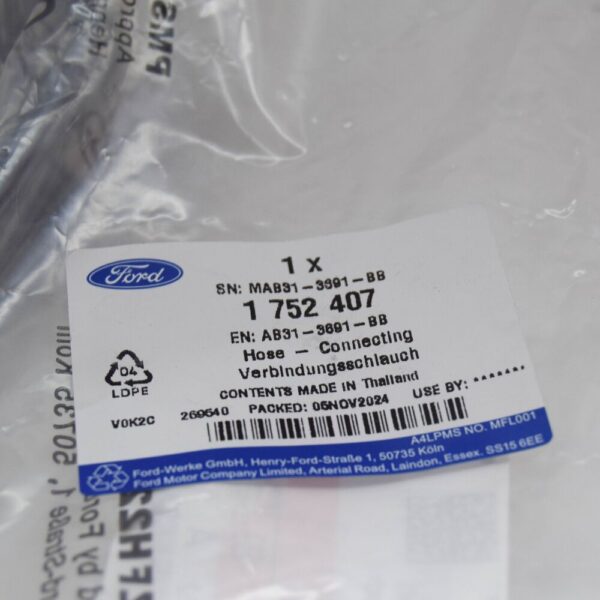 Ford
1 x
SN: MAB31-3691-BB
1 752 407
EN: AB31-3691-BB
Hose - Connecting
Verbindungsschlauch
04
LDPE
CONTENTS MADE IN Thailand
V0K2C 269640 PACKED: 05NOV2024 USE BY: *******
A4LPMS NO. MFL001
Ford-Werke GmbH, Henry-Ford-Straße 1, 50735 Köln
Ford Motor Company Limited, Arterial Road, Laindon, Essex. SS15 6EE